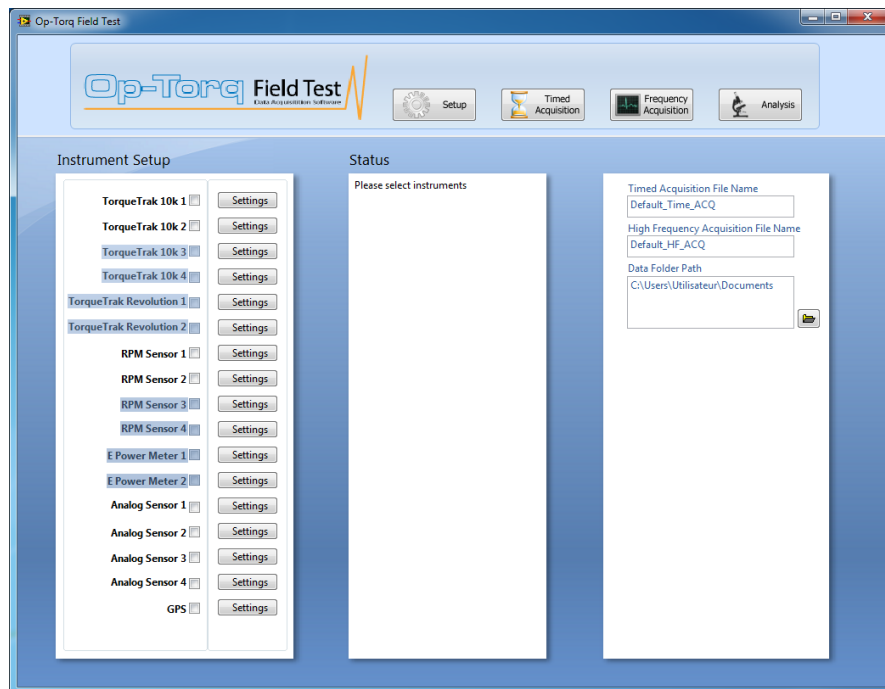 Op-Torq Field Test
Op-Torq Field Test
Data Acquisition Software
Setup
Timed
Acquisition
Frequency
Acquisition
Analysis
Instrument Setup
TorqueTrak 10k 1 Settings
TorqueTrak 10k 2 Settings
TorqueTrak 10k 3 Settings
TorqueTrak 10k 4 Settings
TorqueTrak Revolution 1 Settings
TorqueTrak Revolution 2 Settings
RPM Sensor 1 Settings
RPM Sensor 2 Settings
RPM Sensor 3 Settings
RPM Sensor 4 Settings
E Power Meter 1 Settings
E Power Meter 2 Settings
Analog Sensor 1 Settings
Analog Sensor 2 Settings
Analog Sensor 3 Settings
Analog Sensor 4 Settings
GPS Settings
Status
Please select instruments
Timed Acquisition File Name
Default_Time_ACQ
High Frequency Acquisition File Name
Default_HF_ACQ
Data Folder Path
C:\Users\Utilisateur\Documents